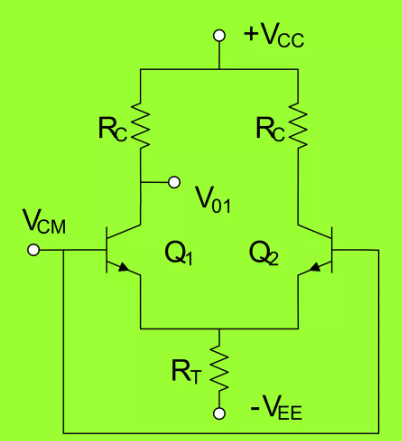 +VCC
RC RC
V01
VCM
Q1 Q2
RT
-VEE